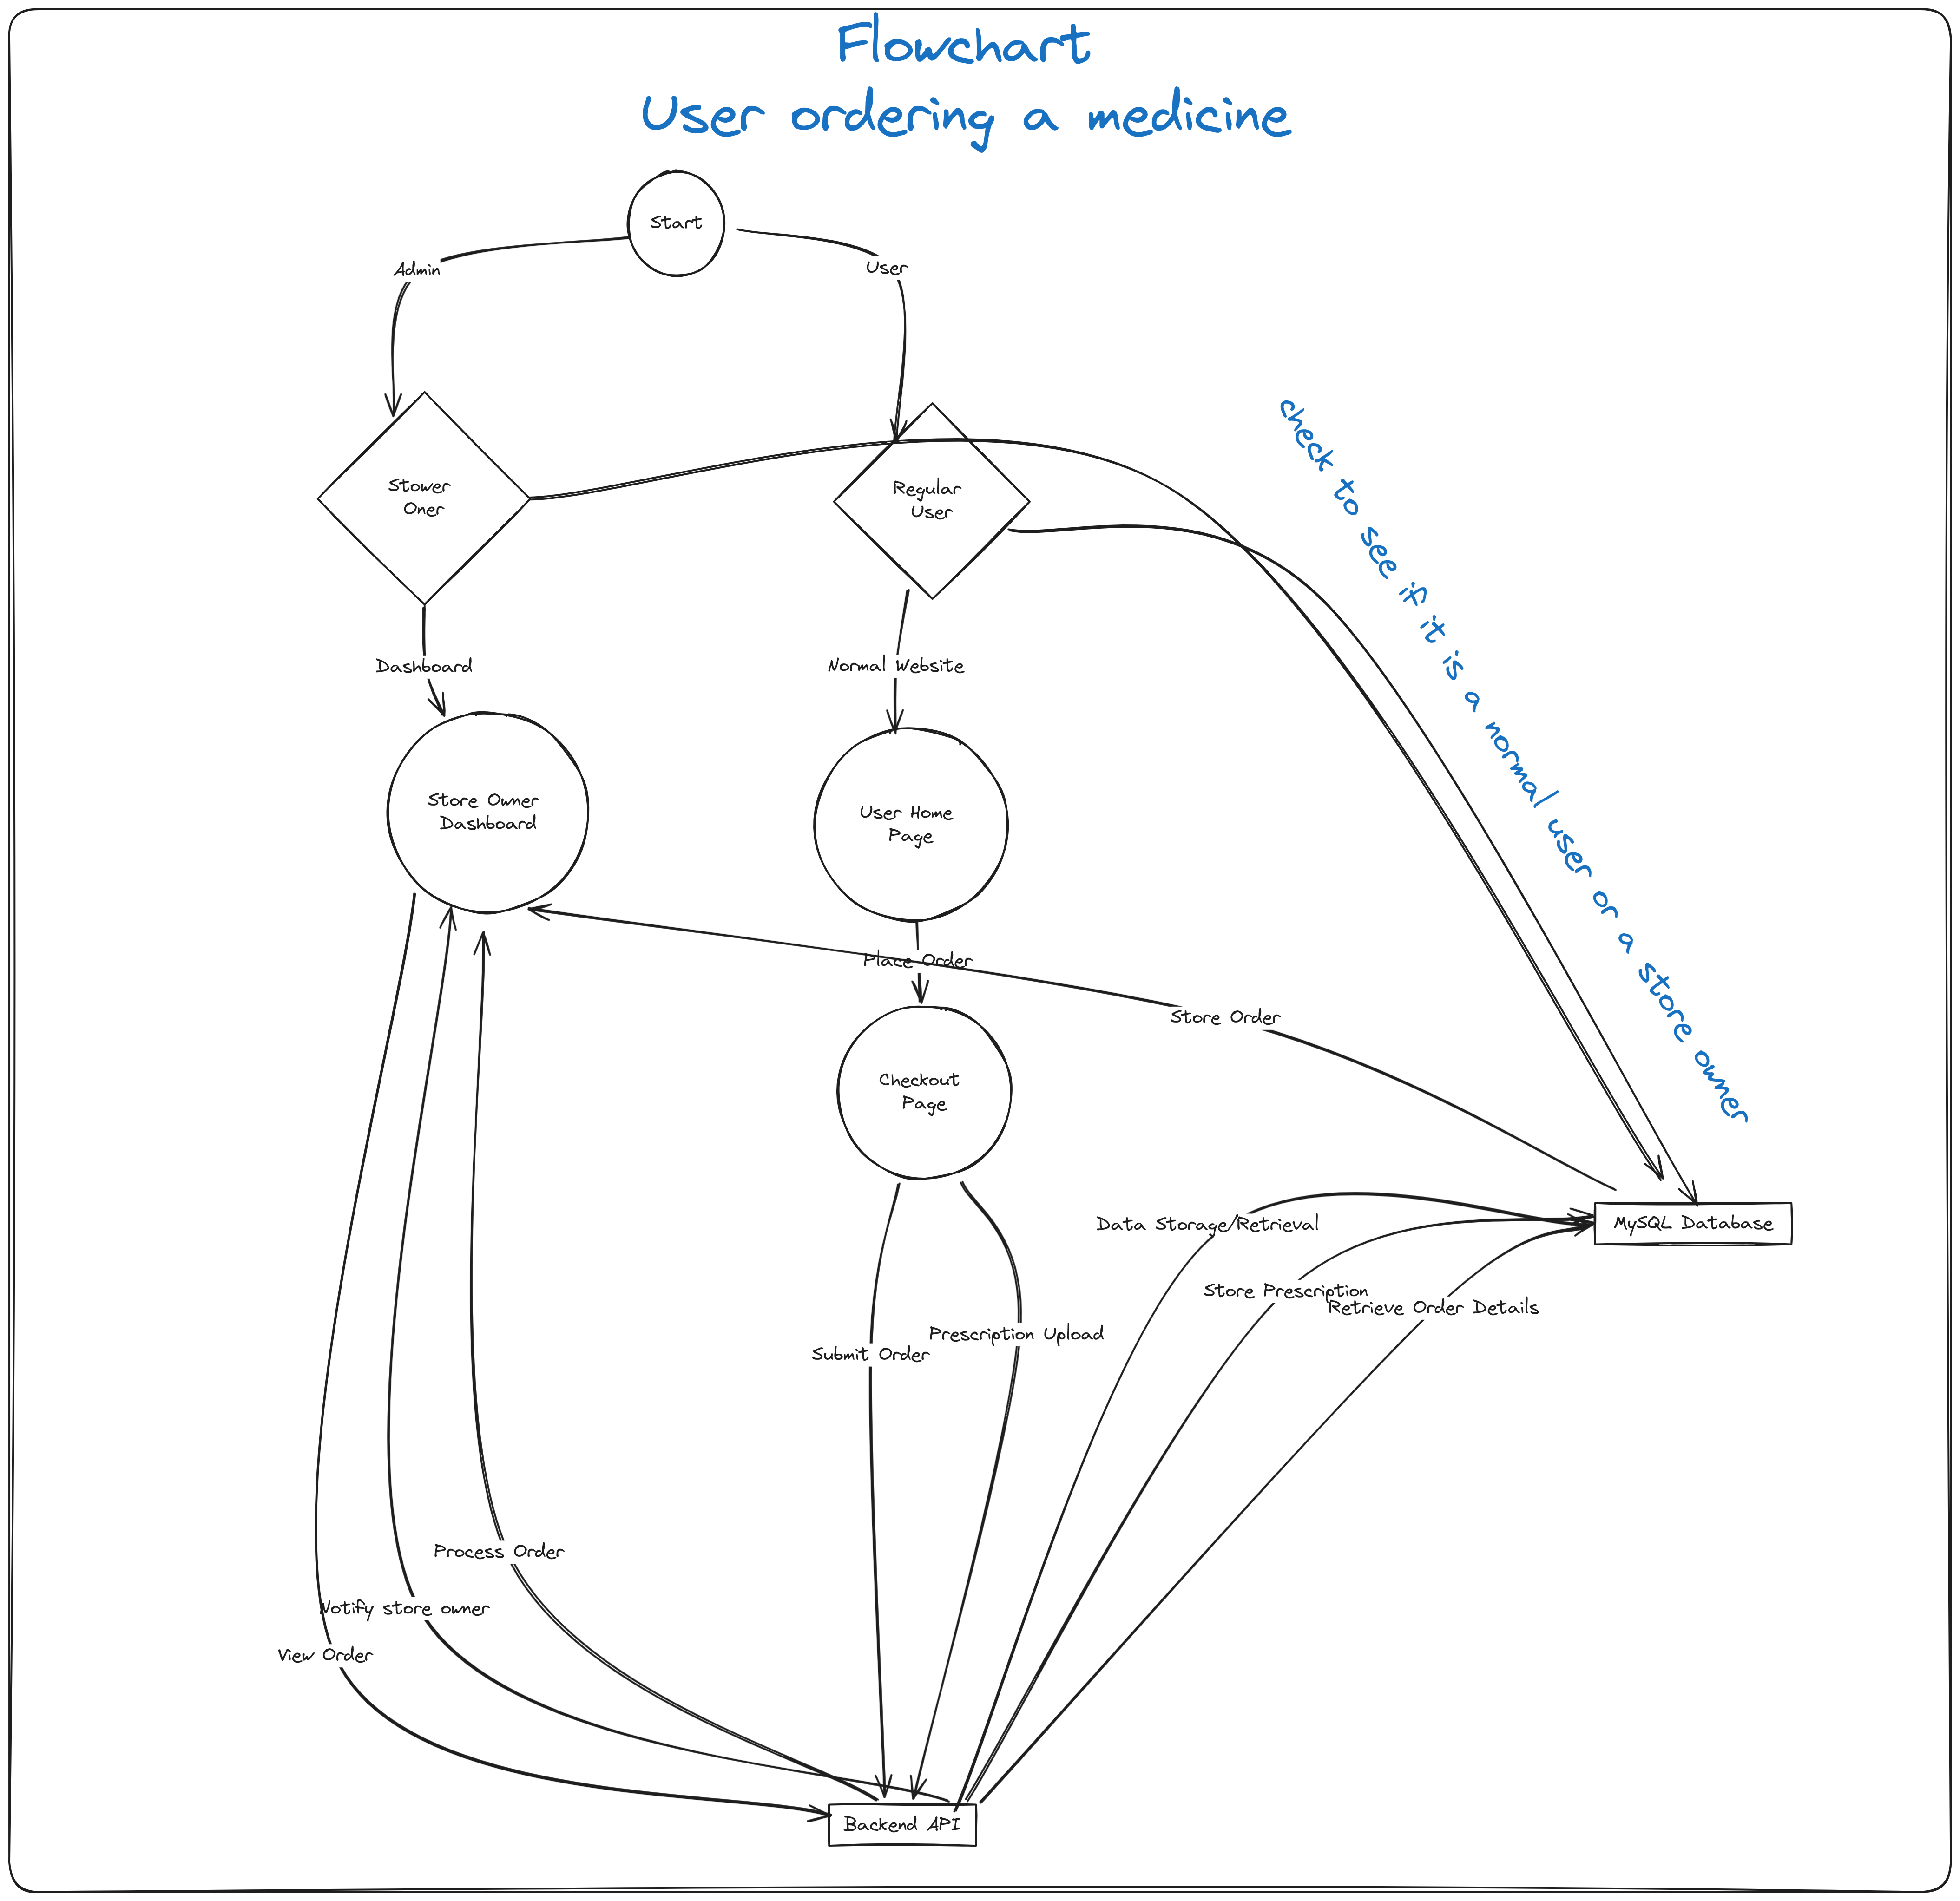 Flowchart
User ordering a medicine
Start
Admin
User
check to see if it is a normal user or a store owner
Stower
Oner
Regular
User
Dashboard
Normal Website
Store Owner
Dashboard
User Home
Page
Place Order
Store Order
Checkout
Page
Data Storage/Retrieval
MySQL Database
Store Prescription
Retrieve Order Details
Prescription Upload
Submit Order
Process Order
Notify store owner
View Order
Backend API